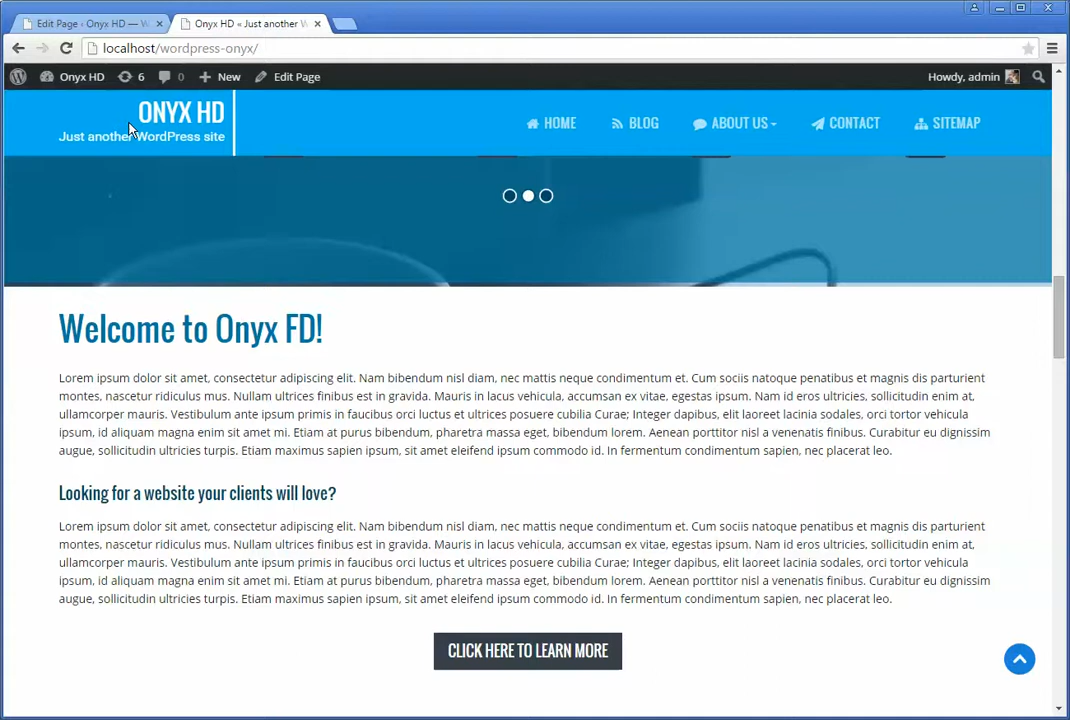 Edit Page ‹ Onyx HD — W
Onyx HD « Just another W
localhost/wordpress-onyx/
Onyx HD 6 0 New Edit Page Howdy, admin
ONYX HD
Just another WordPress site
HOME BLOG ABOUT US CONTACT SITEMAP
Welcome to Onyx FD!
Lorem ipsum dolor sit amet, consectetur adipiscing elit. Nam bibendum nisl diam, nec mattis neque condimentum et. Cum sociis natoque penatibus et magnis dis parturient
montes, nascetur ridiculus mus. Nullam ultrices finibus est in gravida. Mauris in lacus vehicula, accumsan ex vitae, egestas ipsum. Nam id eros ultricies, sollicitudin enim at,
ullamcorper mauris. Vestibulum ante ipsum primis in faucibus orci luctus et ultrices posuere cubilia Curae; Integer dapibus, elit laoreet lacinia sodales, orci tortor vehicula
ipsum, id aliquam magna enim sit amet mi. Etiam at purus bibendum, pharetra massa eget, bibendum lorem. Aenean porttitor nisl a venenatis finibus. Curabitur eu dignissim
augue, sollicitudin ultricies turpis. Etiam maximus sapien ipsum, sit amet eleifend ipsum commodo id. In fermentum condimentum sapien, nec placerat leo.
Looking for a website your clients will love?
Lorem ipsum dolor sit amet, consectetur adipiscing elit. Nam bibendum nisl diam, nec mattis neque condimentum et. Cum sociis natoque penatibus et magnis dis parturient
montes, nascetur ridiculus mus. Nullam ultrices finibus est in gravida. Mauris in lacus vehicula, accumsan ex vitae, egestas ipsum. Nam id eros ultricies, sollicitudin enim at,
ullamcorper mauris. Vestibulum ante ipsum primis in faucibus orci luctus et ultrices posuere cubilia Curae; Integer dapibus, elit laoreet lacinia sodales, orci tortor vehicula
ipsum, id aliquam magna enim sit amet mi. Etiam at purus bibendum, pharetra massa eget, bibendum lorem. Aenean porttitor nisl a venenatis finibus. Curabitur eu dignissim
augue, sollicitudin ultricies turpis. Etiam maximus sapien ipsum, sit amet eleifend ipsum commodo id. In fermentum condimentum sapien, nec placerat leo.
CLICK HERE TO LEARN MORE